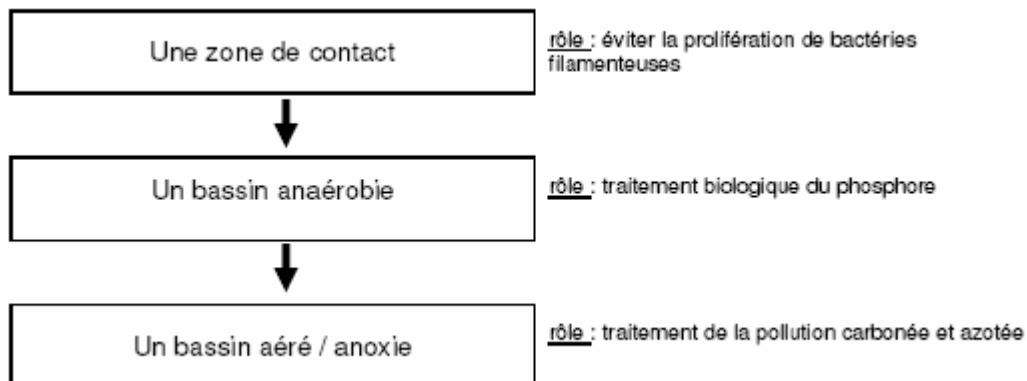 Une zone de contact
rôle : éviter la prolifération de bactéries
filamenteuses
Un bassin anaérobie
rôle : traitement biologique du phosphore
Un bassin aéré / anoxie
rôle : traitement de la pollution carbonée et azotée